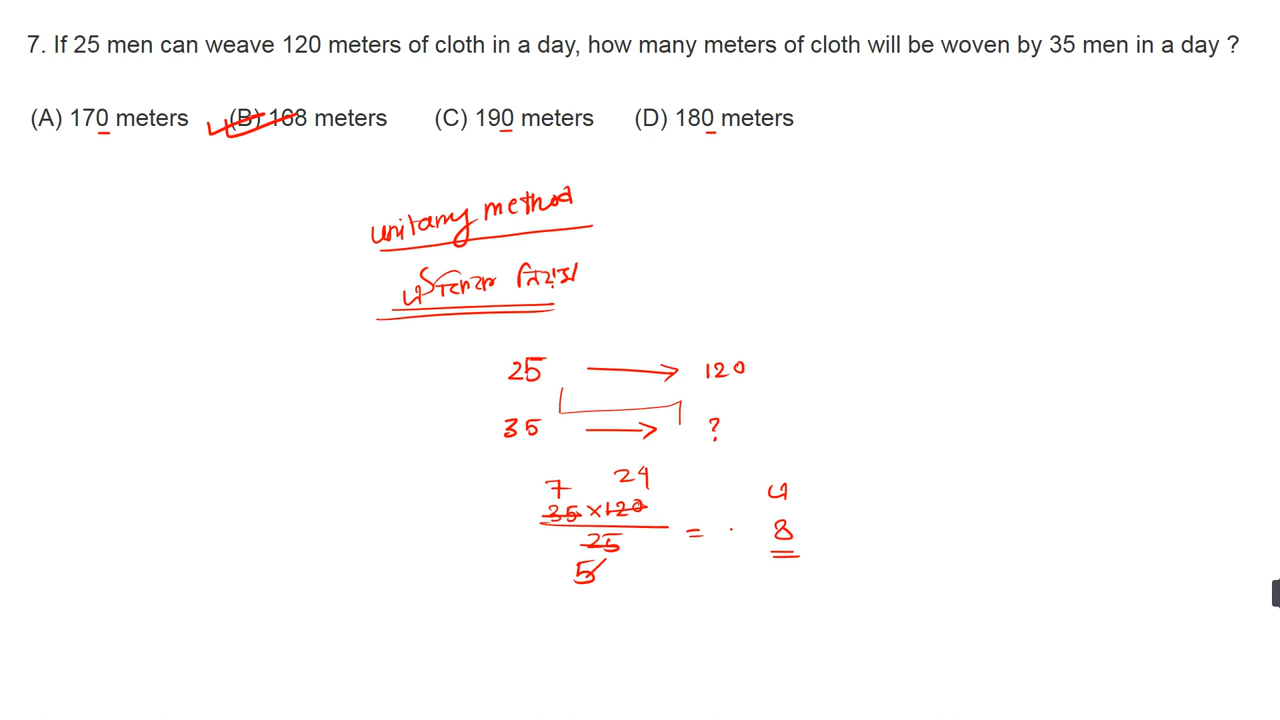 7. If 25 men can weave 120 meters of cloth in a day, how many meters of cloth will be woven by 35 men in a day ?
(A) 170 meters (B) 168 meters (C) 190 meters (D) 180 meters
unitary method
25 → 120
35 → ?
7 24
35 × 120
25
5
=
8